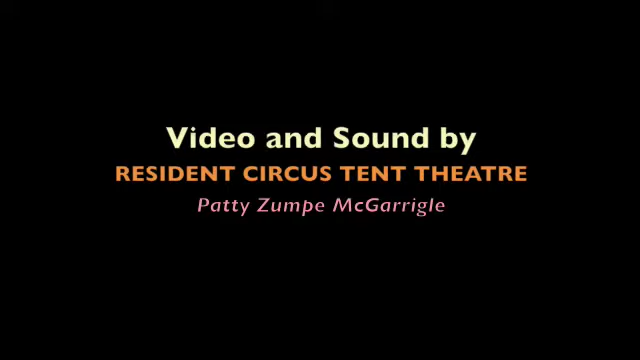 Video and Sound by
RESIDENT CIRCUS TENT THEATRE
Patty Zumpe McGarrigle